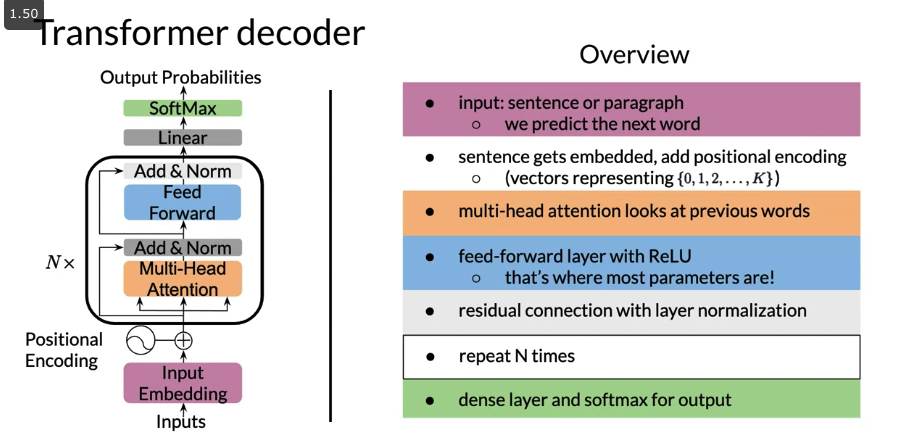 1.50
Transformer decoder
Output Probabilities
SoftMax
Linear
Add & Norm
Feed
Forward
Add & Norm
Multi-Head
Attention
N×
Positional
Encoding
Input
Embedding
Inputs
Overview
● input: sentence or paragraph
○ we predict the next word
● sentence gets embedded, add positional encoding
○ (vectors representing {0, 1, 2, . . . , K})
● multi-head attention looks at previous words
● feed-forward layer with ReLU
○ that's where most parameters are!
● residual connection with layer normalization
● repeat N times
● dense layer and softmax for output